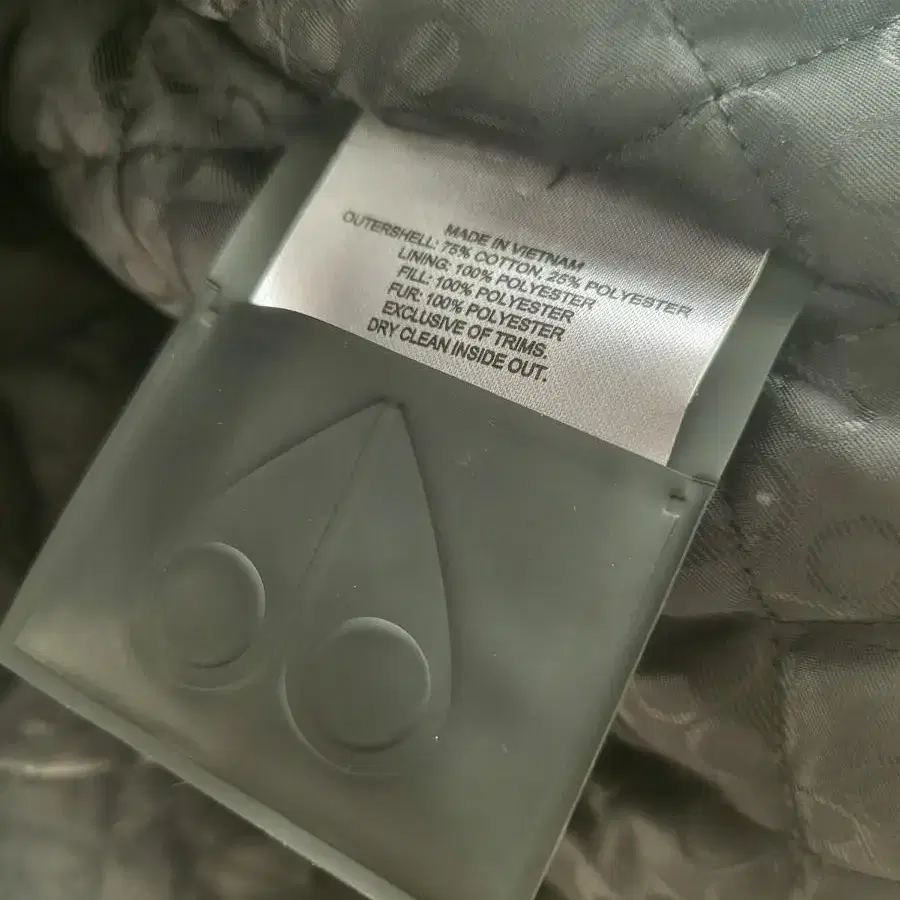 MADE IN VIETNAM
OUTERSHELL: 75% COTTON, 25% POLYESTER
LINING: 100% POLYESTER
FILL: 100% POLYESTER
FUR: 100% POLYESTER
EXCLUSIVE OF TRIMS.
DRY CLEAN INSIDE OUT.